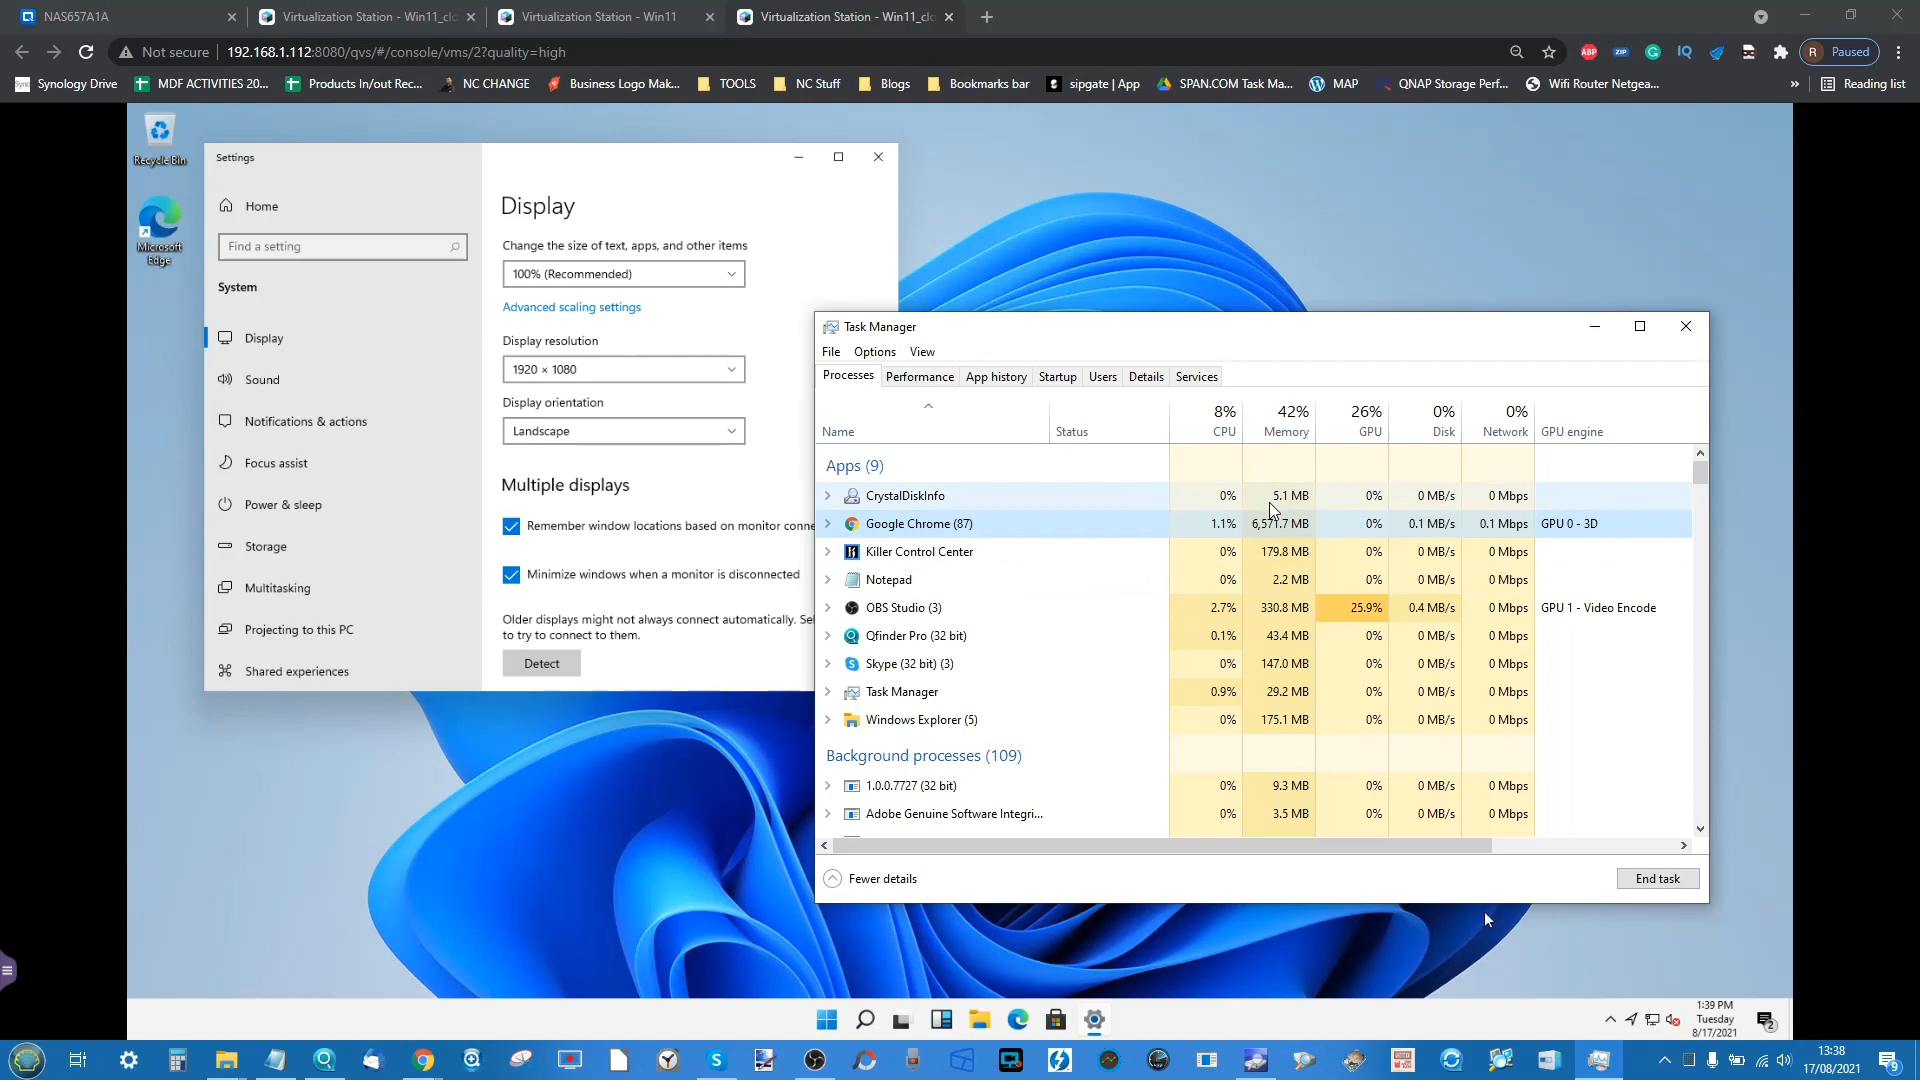 NAS657A1A
Virtualization Station - Win11_clo
Virtualization Station - Win11
Virtualization Station - Win11_clo
Not secure
192.168.1.112:8080/qvs/#/console/vms/2?quality=high
ABP
ZIP
IQ
R Paused
Synology Drive
MDF ACTIVITIES 20...
Products In/out Rec...
NC CHANGE
Business Logo Mak...
TOOLS
NC Stuff
Blogs
Bookmarks bar
sipgate | App
SPAN.COM Task Ma...
MAP
QNAP Storage Perf...
Wifi Router Netgea...
»
Reading list
Recycle Bin
Microsoft
Edge
Settings
Home
Find a setting
System
Display
Sound
Notifications & actions
Focus assist
Power & sleep
Storage
Multitasking
Projecting to this PC
Shared experiences
Display
Change the size of text, apps, and other items
100% (Recommended)
Advanced scaling settings
Display resolution
1920 × 1080
Display orientation
Landscape
Multiple displays
Remember window locations based on monitor conne
Minimize windows when a monitor is disconnected
Older displays might not always connect automatically. Sel
to try to connect to them.
Detect
Task Manager
File Options View
Processes Performance App history Startup Users Details Services
8% 42% 26% 0% 0%
Name Status CPU Memory GPU Disk Network GPU engine
Apps (9)
CrystalDiskInfo 0% 5.1 MB 0% 0 MB/s 0 Mbps
Google Chrome (87) 1.1% 6,571.7 MB 0% 0.1 MB/s 0.1 Mbps GPU 0 - 3D
Killer Control Center 0% 179.8 MB 0% 0 MB/s 0 Mbps
Notepad 0% 2.2 MB 0% 0 MB/s 0 Mbps
OBS Studio (3) 2.7% 330.8 MB 25.9% 0.4 MB/s 0 Mbps GPU 1 - Video Encode
Qfinder Pro (32 bit) 0.1% 43.4 MB 0% 0 MB/s 0 Mbps
Skype (32 bit) (3) 0% 147.0 MB 0% 0 MB/s 0 Mbps
Task Manager 0.9% 29.2 MB 0% 0 MB/s 0 Mbps
Windows Explorer (5) 0% 175.1 MB 0% 0 MB/s 0 Mbps
Background processes (109)
1.0.0.7727 (32 bit) 0% 9.3 MB 0% 0 MB/s 0 Mbps
Adobe Genuine Software Integri... 0% 3.5 MB 0% 0 MB/s 0 Mbps
Fewer details
End task
1:39 PM
Tuesday
8/17/2021
2
13:38
17/08/2021
9